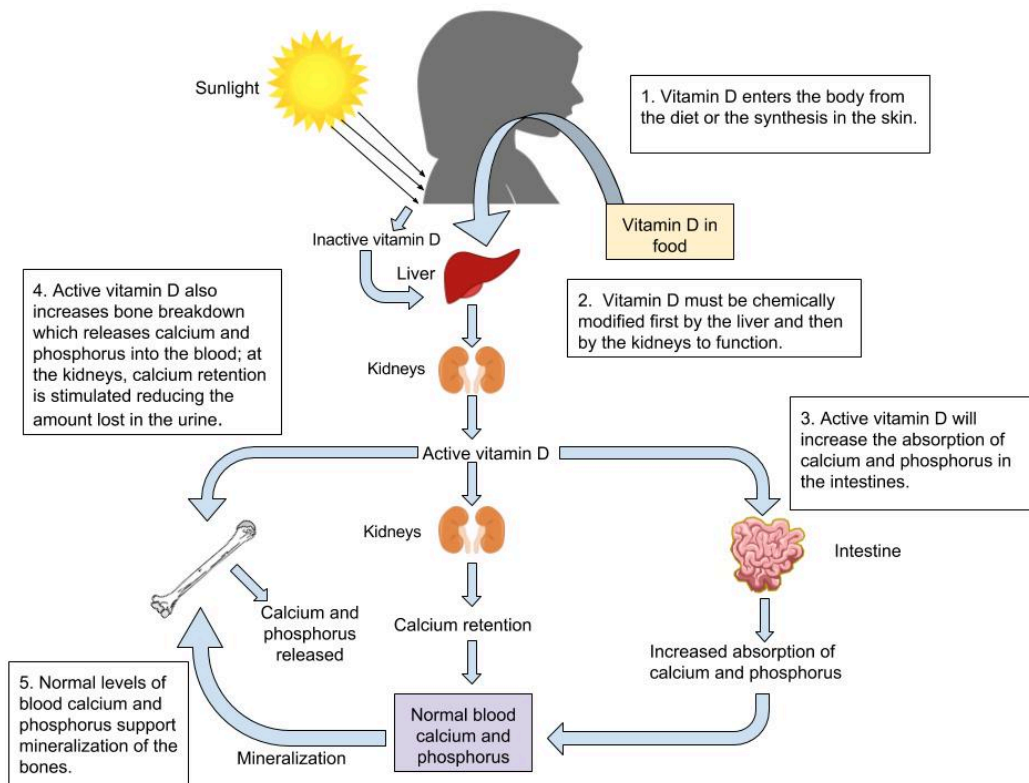 Sunlight
1. Vitamin D enters the body from
the diet or the synthesis in the skin.
Vitamin D in
food
Inactive vitamin D
Liver
2. Vitamin D must be chemically
modified first by the liver and then
by the kidneys to function.
4. Active vitamin D also
increases bone breakdown
which releases calcium and
phosphorus into the blood; at
the kidneys, calcium retention
is stimulated reducing the
amount lost in the urine.
Kidneys
3. Active vitamin D will
increase the absorption of
calcium and phosphorus in
the intestines.
Active vitamin D
Kidneys
Intestine
Calcium and
phosphorus
released
Calcium retention
Increased absorption of
calcium and phosphorus
5. Normal levels of
blood calcium and
phosphorus support
mineralization of the
bones.
Normal blood
calcium and
phosphorus
Mineralization